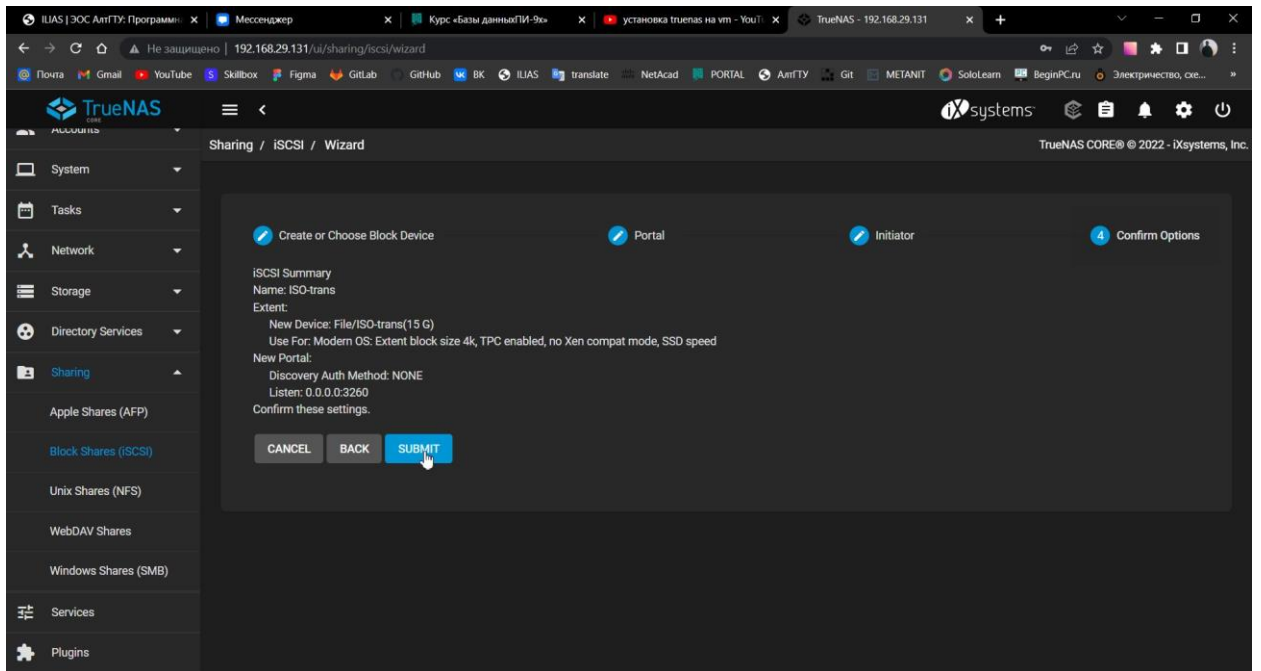 ILIAS | ЭОС АлтГТУ: Программн
Мессенджер
Курс «Базы данныхПИ-9х»
установка truenas на vm - YouT
TrueNAS - 192.168.29.131
Не защищено | 192.168.29.131/ui/sharing/iscsi/wizard
Почта Gmail YouTube Skillbox Figma GitLab GitHub ВК ILIAS translate NetAcad PORTAL АлтГТУ Git METANIT SoloLearn BeginPC.ru Электричество, схе... »
TrueNAS
CORE
iXsystems
Accounts
Sharing / iSCSI / Wizard
TrueNAS CORE® © 2022 - iXsystems, Inc.
System
Tasks
Network
Storage
Directory Services
Sharing
Apple Shares (AFP)
Block Shares (iSCSI)
Unix Shares (NFS)
WebDAV Shares
Windows Shares (SMB)
Services
Plugins
Create or Choose Block Device
Portal
Initiator
4 Confirm Options
iSCSI Summary
Name: ISO-trans
Extent:
New Device: File/ISO-trans(15 G)
Use For: Modern OS: Extent block size 4k, TPC enabled, no Xen compat mode, SSD speed
New Portal:
Discovery Auth Method: NONE
Listen: 0.0.0.0:3260
Confirm these settings.
CANCEL BACK SUBMIT